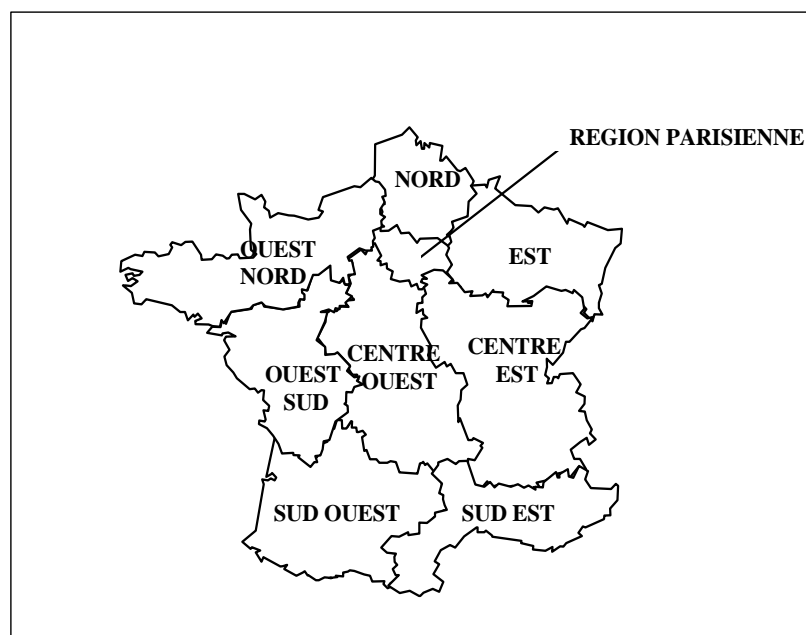 REGION PARISIENNE
NORD
OUEST
NORD
EST
CENTRE
OUEST
CENTRE
EST
OUEST
SUD
SUD OUEST
SUD EST